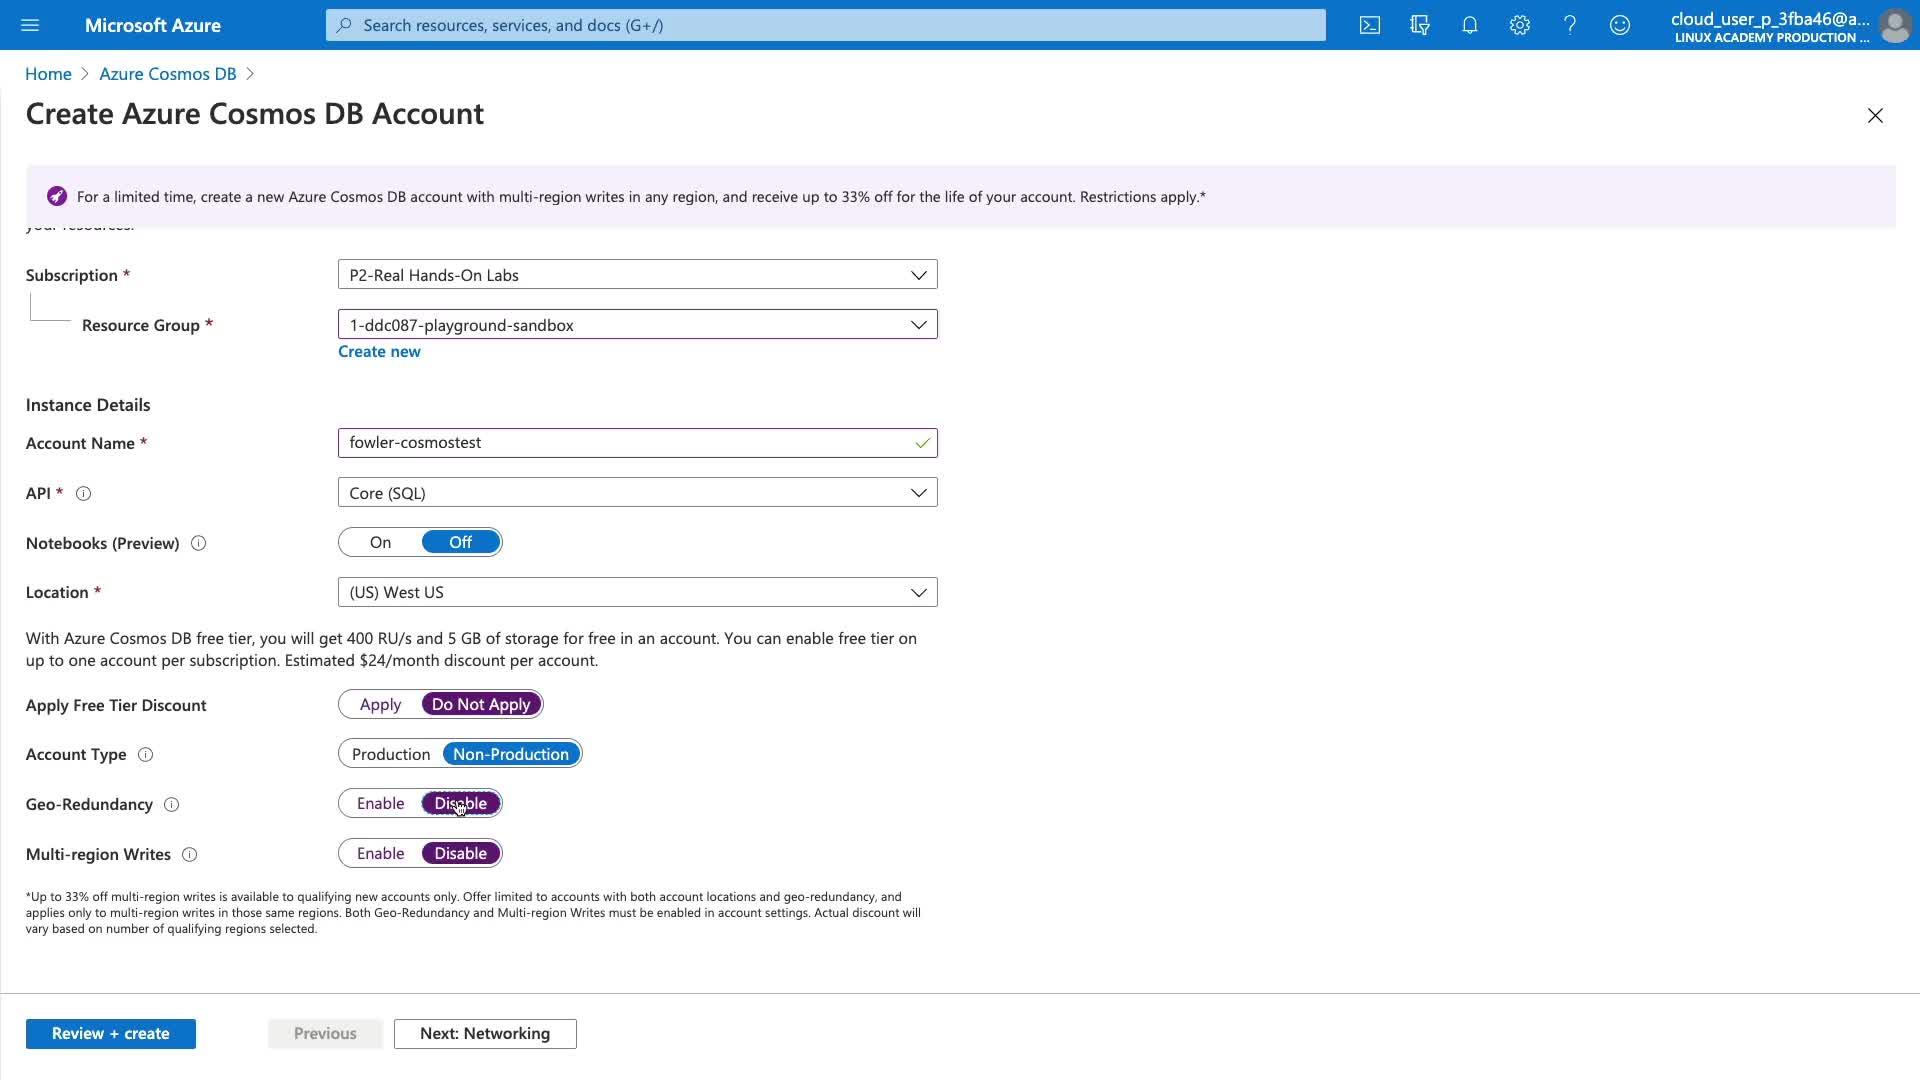 Microsoft Azure
Search resources, services, and docs (G+/)
cloud_user_p_3fba46@a...
LINUX ACADEMY PRODUCTION ...
Home > Azure Cosmos DB >
Create Azure Cosmos DB Account
For a limited time, create a new Azure Cosmos DB account with multi-region writes in any region, and receive up to 33% off for the life of your account. Restrictions apply.*
your resources.
Subscription *
P2-Real Hands-On Labs
Resource Group *
1-ddc087-playground-sandbox
Create new
Instance Details
Account Name *
fowler-cosmostest
API *
Core (SQL)
Notebooks (Preview)
On Off
Location *
(US) West US
With Azure Cosmos DB free tier, you will get 400 RU/s and 5 GB of storage for free in an account. You can enable free tier on
up to one account per subscription. Estimated $24/month discount per account.
Apply Free Tier Discount
Apply Do Not Apply
Account Type
Production Non-Production
Geo-Redundancy
Enable Disable
Multi-region Writes
Enable Disable
*Up to 33% off multi-region writes is available to qualifying new accounts only. Offer limited to accounts with both account locations and geo-redundancy, and
applies only to multi-region writes in those same regions. Both Geo-Redundancy and Multi-region Writes must be enabled in account settings. Actual discount will
vary based on number of qualifying regions selected.
Review + create
Previous
Next: Networking